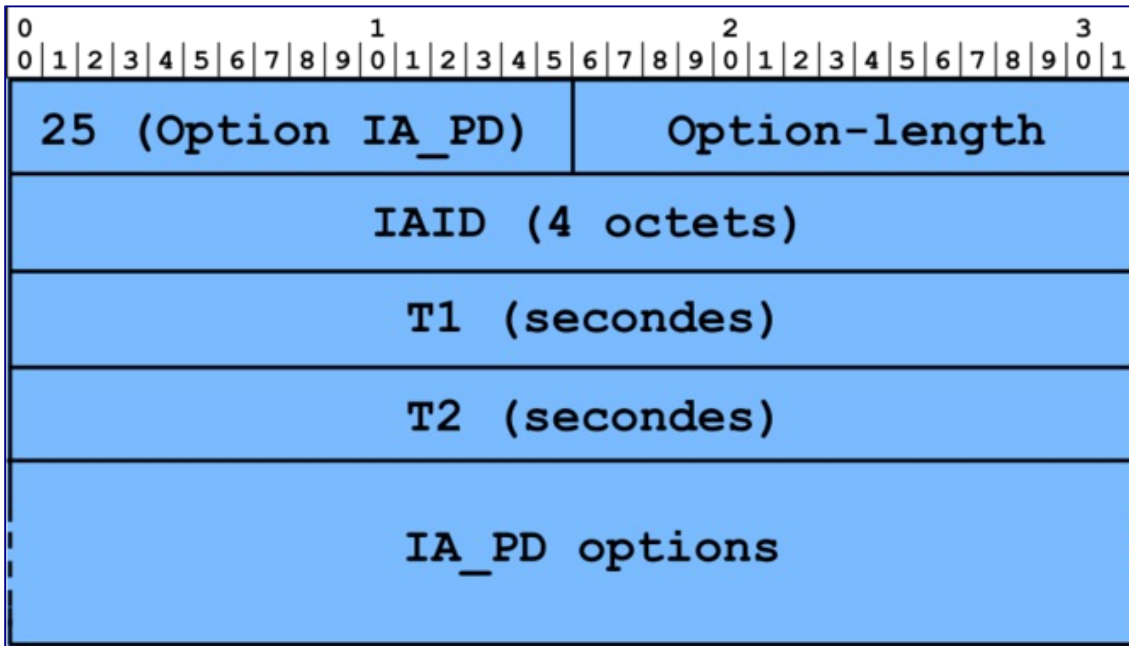 0 1 2 3
0|1|2|3|4|5|6|7|8|9|0|1|2|3|4|5|6|7|8|9|0|1|2|3|4|5|6|7|8|9|0|1
25 (Option IA_PD) Option-length
IAID (4 octets)
T1 (secondes)
T2 (secondes)
IA_PD options